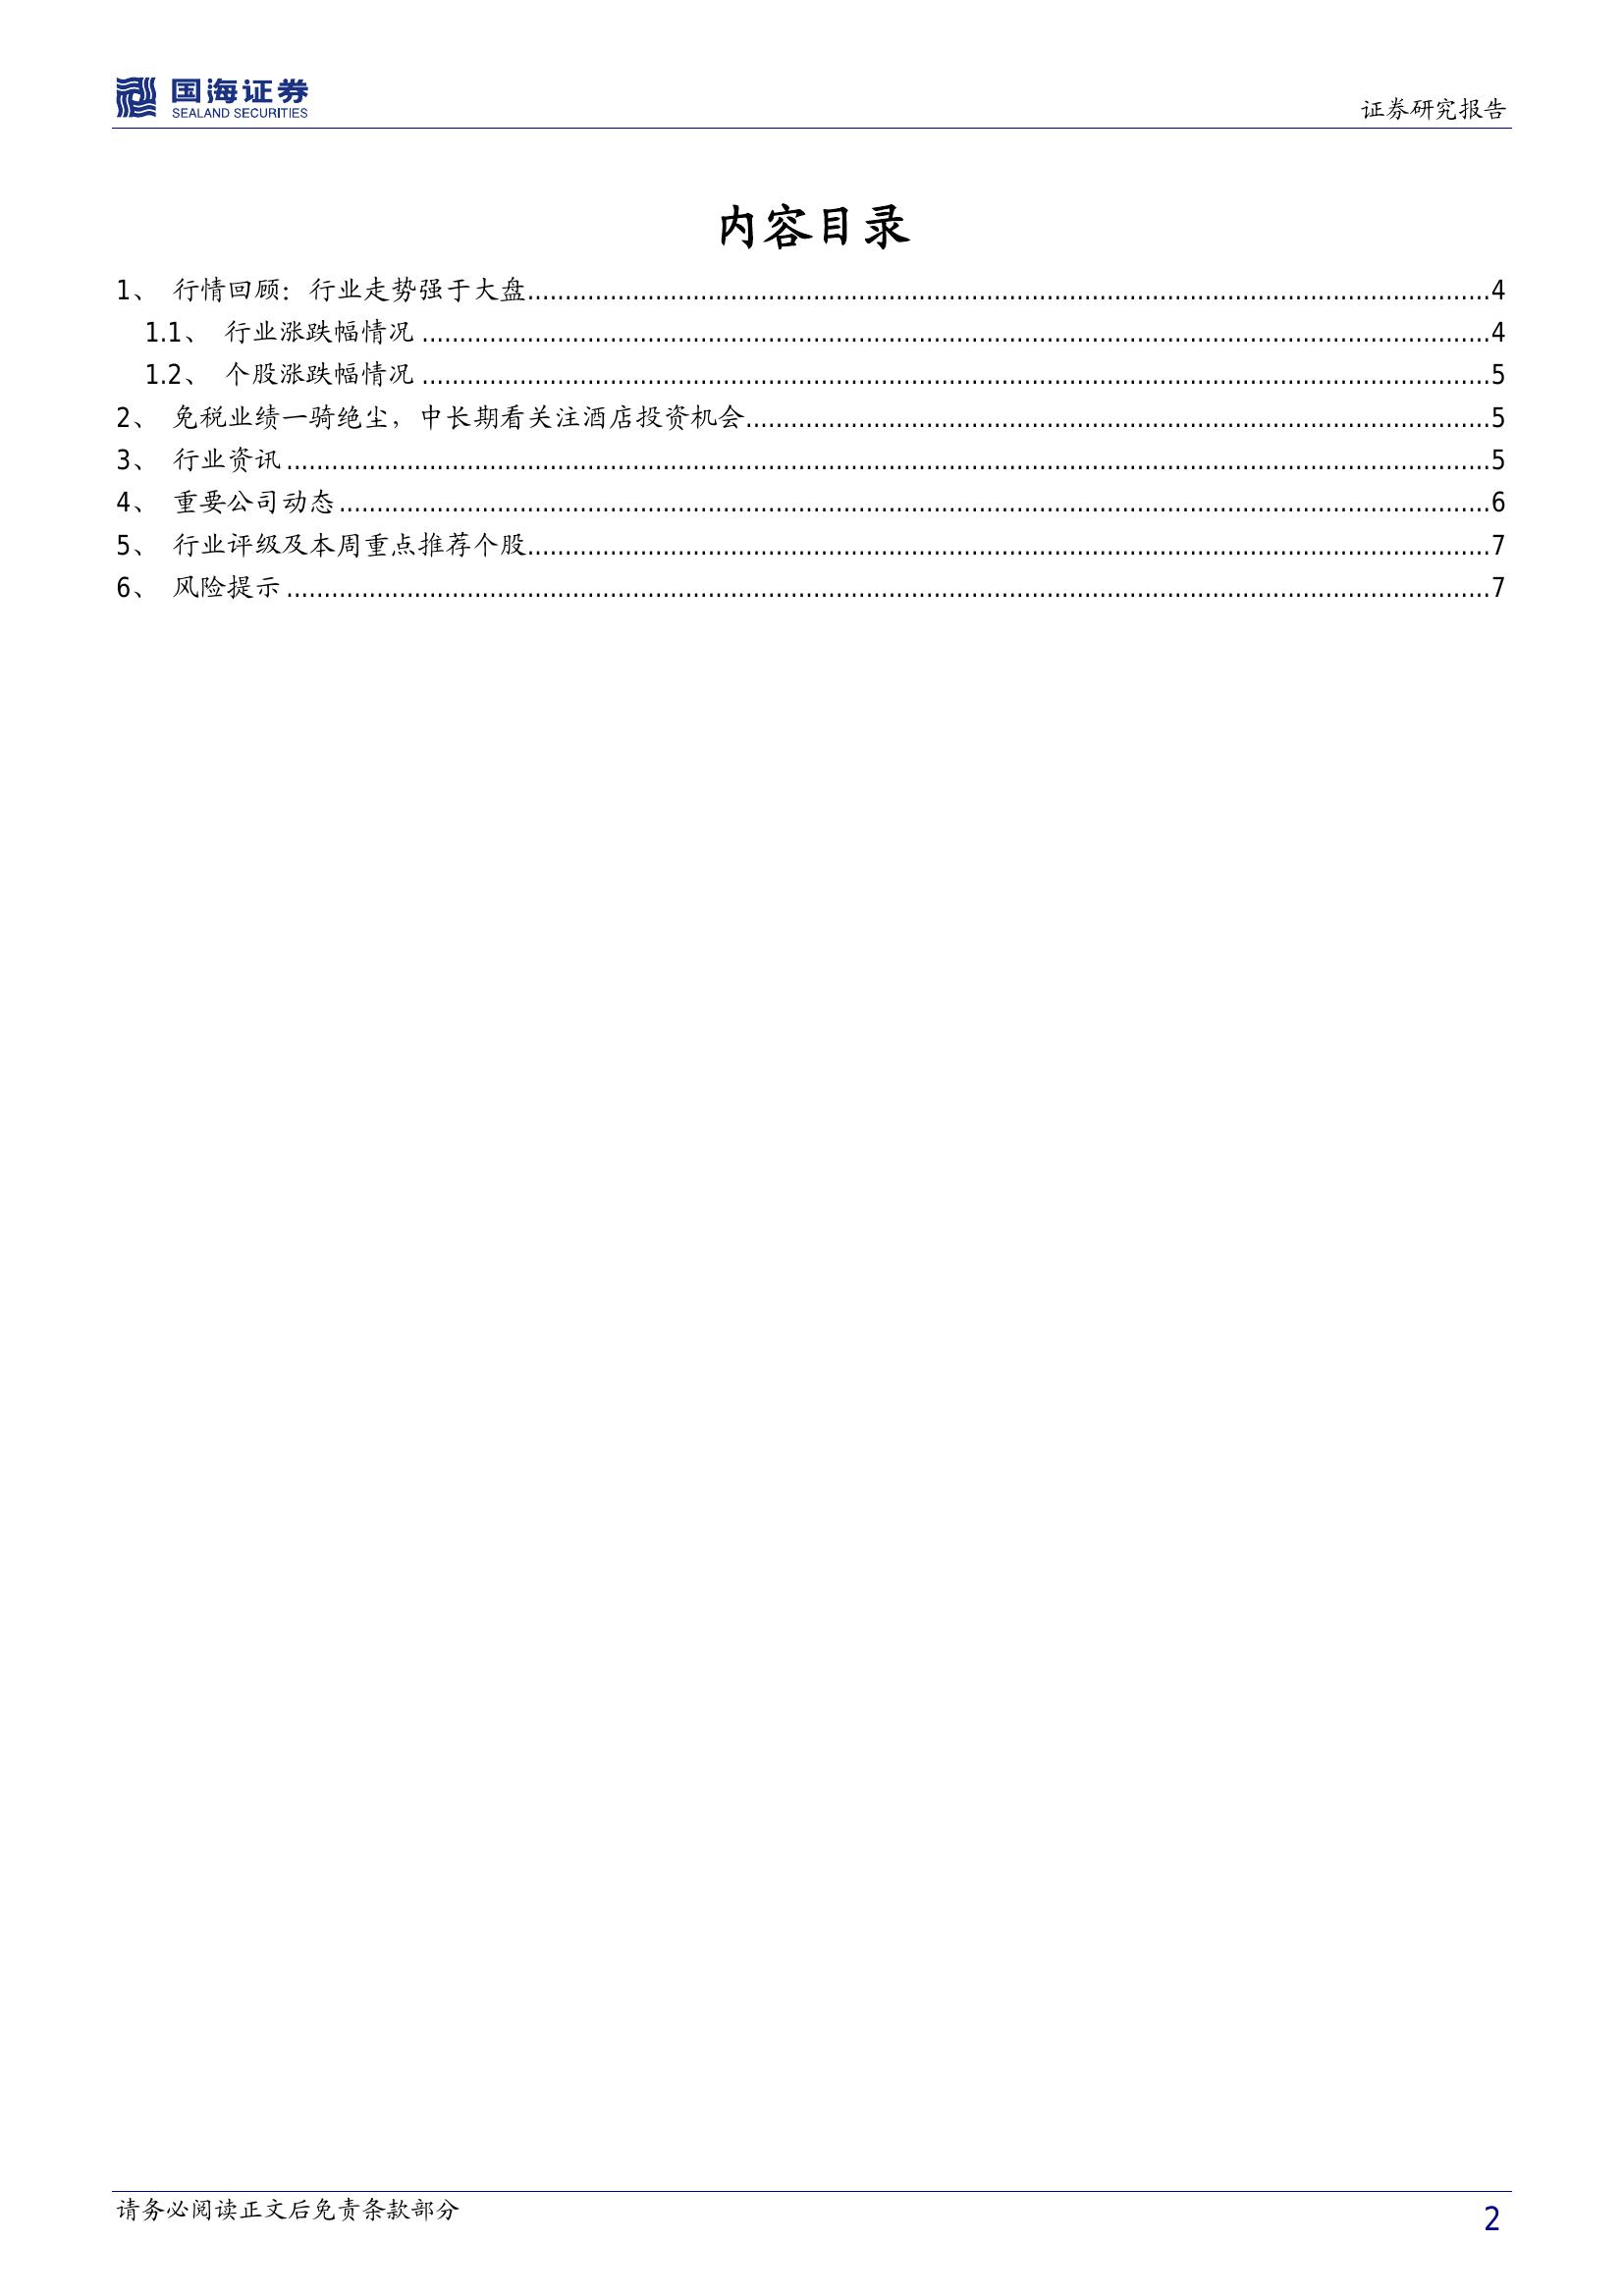 国海证券
SEALAND SECURITIES
证券研究报告
内容目录
1、 行情回顾：行业走势强于大盘........................................................4
1.1、 行业涨跌幅情况........................................................4
1.2、 个股涨跌幅情况........................................................5
2、 免税业绩一骑绝尘，中长期看关注酒店投资机会........................................................5
3、 行业资讯........................................................5
4、 重要公司动态........................................................6
5、 行业评级及本周重点推荐个股........................................................7
6、 风险提示........................................................7
请务必阅读正文后免责条款部分
2